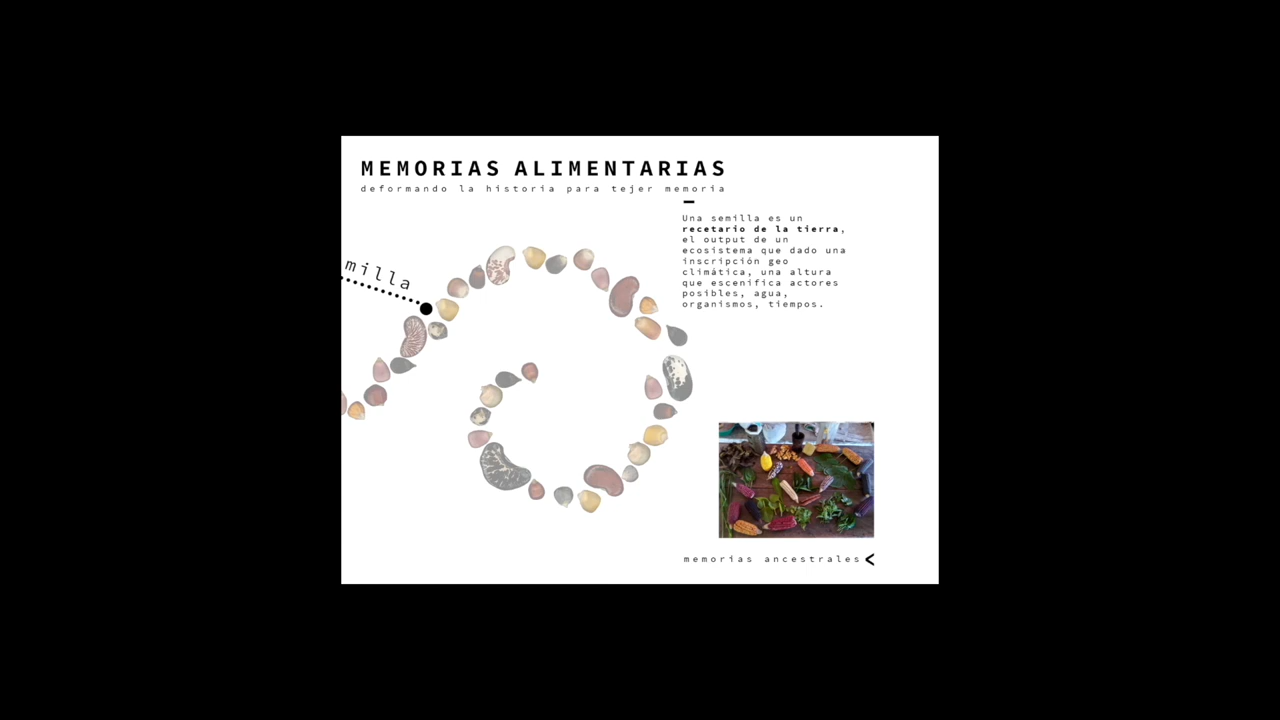 MEMORIAS ALIMENTARIAS
deformando la historia para tejer memoria
Una semilla es un
recetario de la tierra,
el output de un
ecosistema que dado una
inscripción geo
climática, una altura
que escenifica actores
posibles, agua,
organismos, tiempos.
milla
memorias ancestrales<